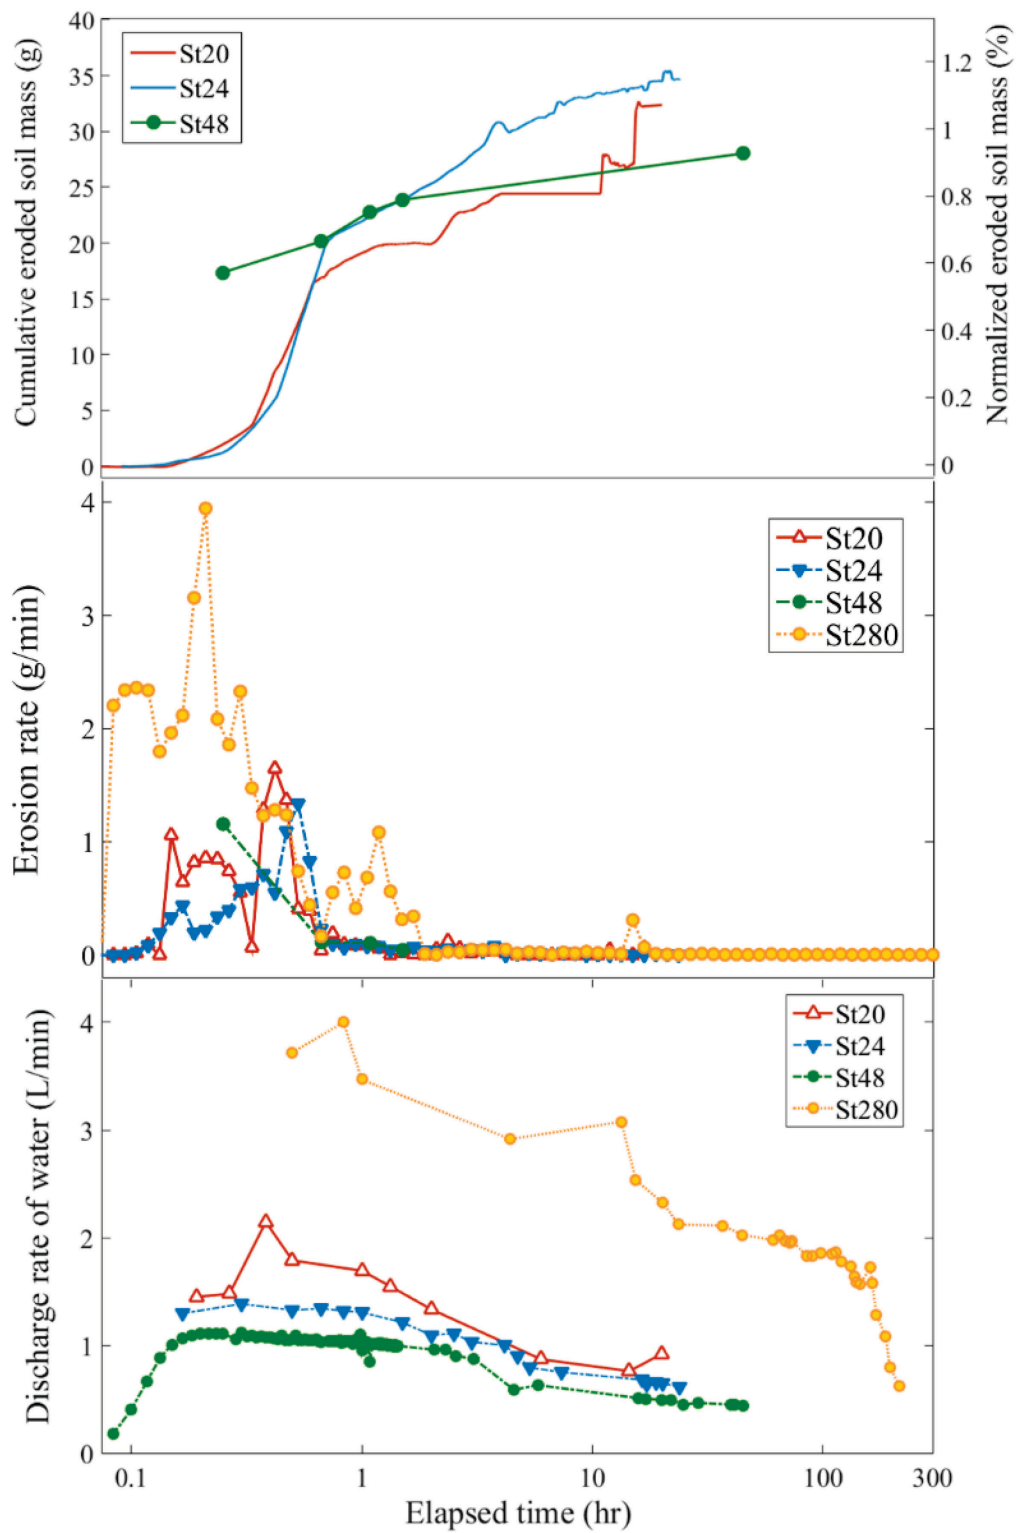 Cumulative eroded soil mass (g)
40
35
30
25
20
15
10
5
0
St20
St24
St48
Normalized eroded soil mass (%)
1.2
1
0.8
0.6
0.4
0.2
0
Erosion rate (g/min)
4
3
2
1
0
St20
St24
St48
St280
Discharge rate of water (L/min)
4
3
2
1
0
St20
St24
St48
St280
0.1 1 10 100 300
Elapsed time (hr)